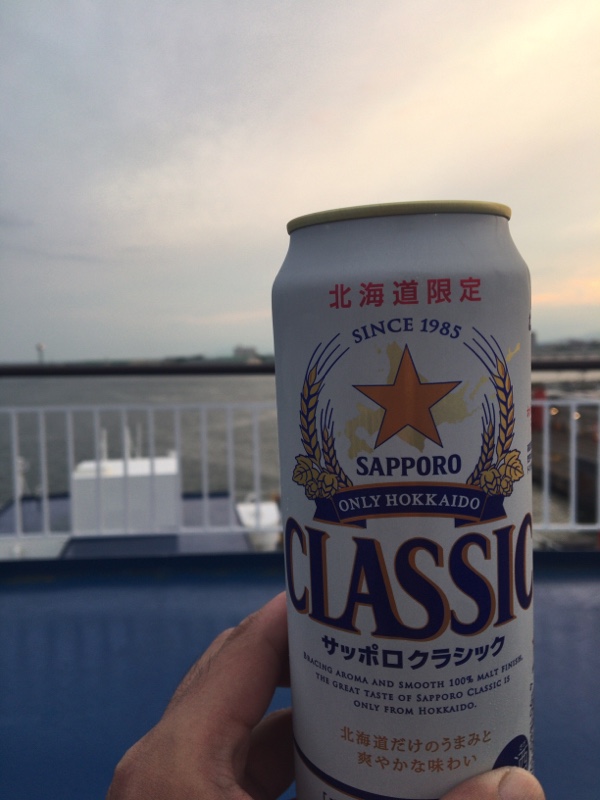 北海道限定
SINCE 1985
SAPPORO
ONLY HOKKAIDO
CLASSIC
サッポロクラシック
BRACING AROMA AND SMOOTH 100% MALT FINISH.
THE GREAT TASTE OF SAPPORO CLASSIC IS
ONLY FROM HOKKAIDO.
北海道だけのうまみと
爽やかな味わい